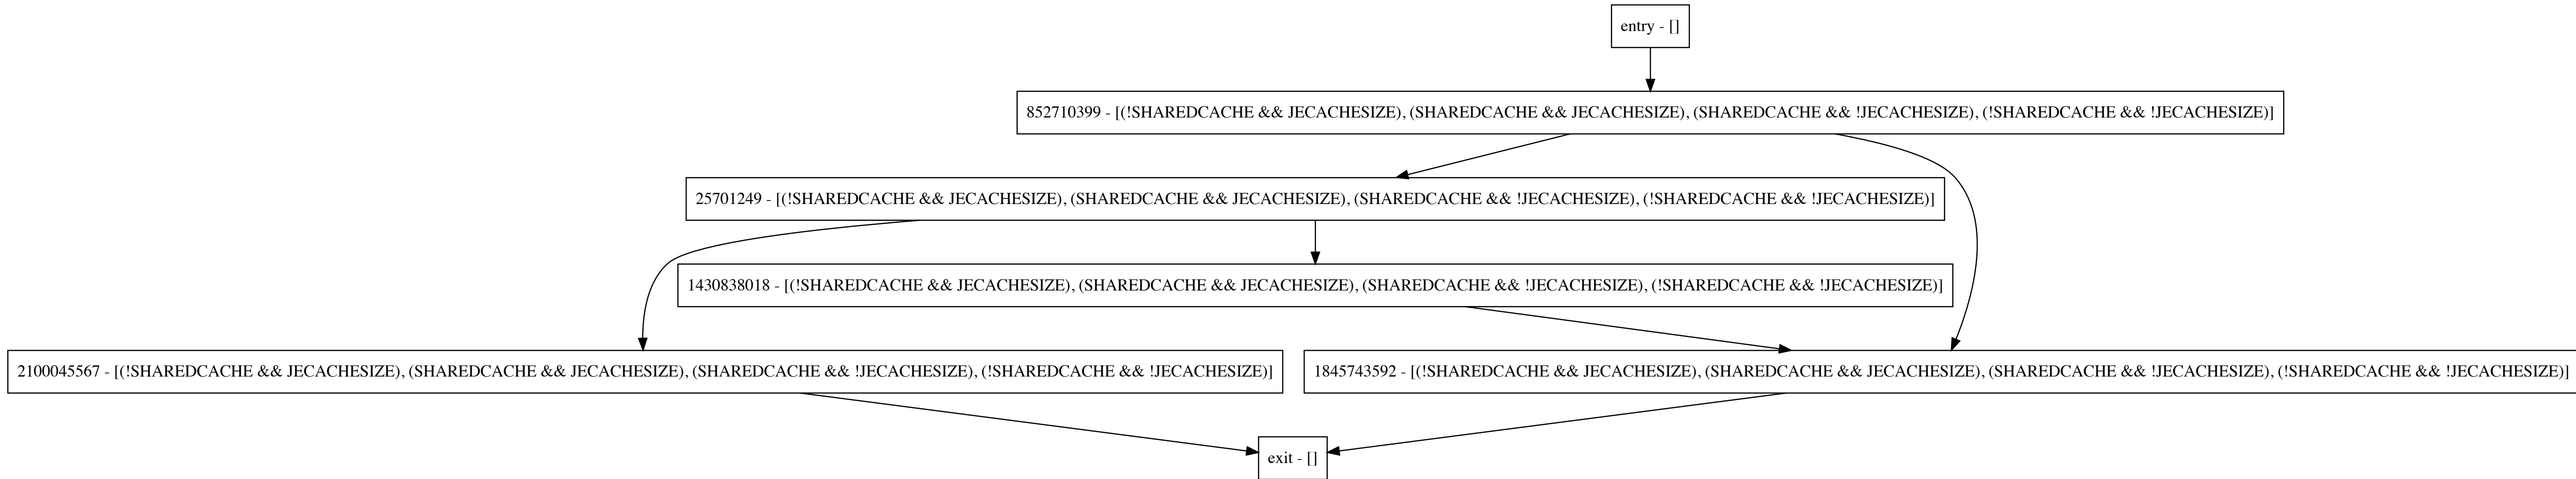 entry - []
852710399 - [(!SHAREDCACHE && JECACHESIZE), (SHAREDCACHE && JECACHESIZE), (SHAREDCACHE && !JECACHESIZE), (!SHAREDCACHE && !JECACHESIZE)]
25701249 - [(!SHAREDCACHE && JECACHESIZE), (SHAREDCACHE && JECACHESIZE), (SHAREDCACHE && !JECACHESIZE), (!SHAREDCACHE && !JECACHESIZE)]
1430838018 - [(!SHAREDCACHE && JECACHESIZE), (SHAREDCACHE && JECACHESIZE), (SHAREDCACHE && !JECACHESIZE), (!SHAREDCACHE && !JECACHESIZE)]
2100045567 - [(!SHAREDCACHE && JECACHESIZE), (SHAREDCACHE && JECACHESIZE), (SHAREDCACHE && !JECACHESIZE), (!SHAREDCACHE && !JECACHESIZE)]
1845743592 - [(!SHAREDCACHE && JECACHESIZE), (SHAREDCACHE && JECACHESIZE), (SHAREDCACHE && !JECACHESIZE), (!SHAREDCACHE && !JECACHESIZE)]
exit - []